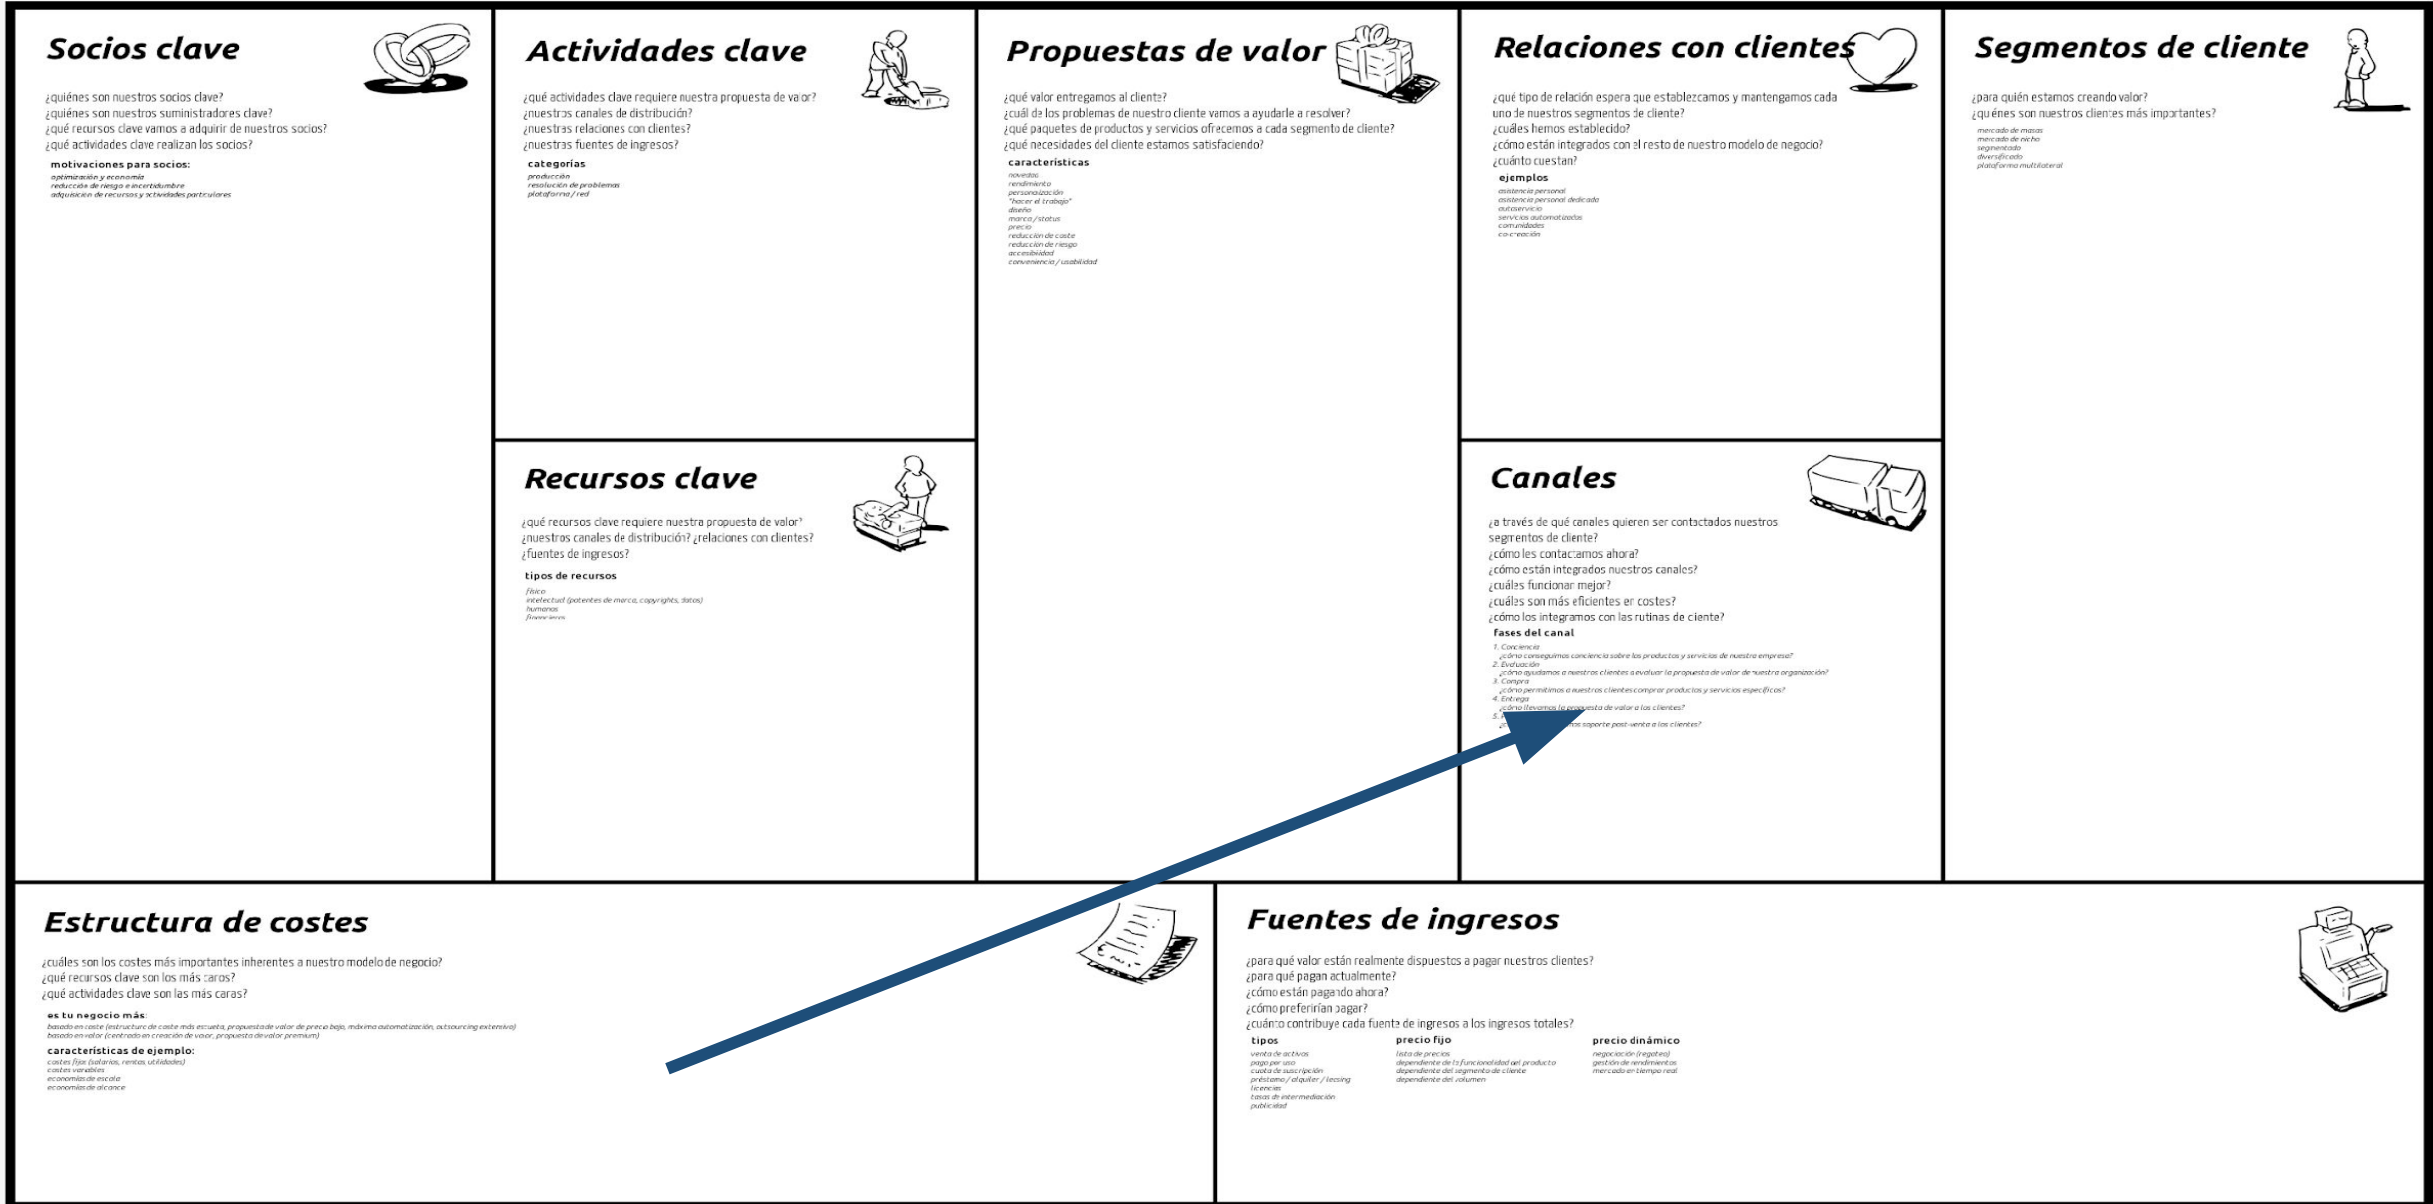 Socios clave
¿quiénes son nuestros socios clave?
¿quiénes son nuestros suministradores clave?
¿qué recursos clave vamos a adquirir de nuestros socios?
¿qué actividades clave realizan los socios?
motivaciones para socios:
optimización y economía
reducción de riesgo e incertidumbre
adquisición de recursos y actividades particulares
Actividades clave
¿qué actividades clave requiere nuestra propuesta de valor?
¿nuestros canales de distribución?
¿nuestras relaciones con clientes?
¿nuestras fuentes de ingresos?
categorías
producción
resolución de problemas
plataforma / red
Recursos clave
¿qué recursos clave requiere nuestra propuesta de valor?
¿nuestros canales de distribución? ¿relaciones con clientes?
¿fuentes de ingresos?
tipos de recursos
físico
intelectual (patentes de marca, copyrights, datos)
humanos
financieros
Propuestas de valor
¿qué valor entregamos al cliente?
¿cuál de los problemas de nuestro cliente vamos a ayudarle a resolver?
¿qué paquetes de productos y servicios ofrecemos a cada segmento de cliente?
¿qué necesidades del cliente estamos satisfaciendo?
características
novedad
rendimiento
personalización
"hacer el trabajo"
diseño
marca / status
precio
reducción de coste
reducción de riesgo
accesibilidad
conveniencia / usabilidad
Relaciones con clientes
¿qué tipo de relación espera que establezcamos y mantengamos cada
uno de nuestros segmentos de cliente?
¿cuáles hemos establecido?
¿cómo están integrados con el resto de nuestro modelo de negocio?
¿cuánto cuestan?
ejemplos
asistencia personal
asistencia personal dedicada
autoservicio
servicios automatizados
comunidades
co-creación
Canales
¿a través de qué canales quieren ser contactados nuestros
segmentos de cliente?
¿cómo les contactamos ahora?
¿cómo están integrados nuestros canales?
¿cuáles funcionan mejor?
¿cuáles son más eficientes en costes?
¿cómo los integramos con las rutinas de cliente?
fases del canal
1. Conciencia
¿cómo conseguimos conciencia sobre los productos y servicios de nuestra empresa?
2. Evaluación
¿cómo ayudamos a nuestros clientes a evaluar la propuesta de valor de nuestra organización?
3. Compra
¿cómo permitimos a nuestros clientes comprar productos y servicios específicos?
4. Entrega
¿cómo llevamos la propuesta de valor a los clientes?
5.
soporte post-venta a los clientes?
Segmentos de cliente
¿para quién estamos creando valor?
¿quiénes son nuestros clientes más importantes?
mercado de masas
mercado de nicho
segmentado
diversificado
plataforma multilateral
Estructura de costes
¿cuáles son los costes más importantes inherentes a nuestro modelo de negocio?
¿qué recursos clave son los más caros?
¿qué actividades clave son las más caras?
es tu negocio más:
basado en coste (estructura de coste más escueta, propuesta de valor de precio bajo, máxima automatización, outsourcing extensivo)
basado en valor (centrado en creación de valor, propuesta de valor premium)
características de ejemplo:
costes fijos (salarios, rentas, utilidades)
costes variables
economías de escala
economías de alcance
Fuentes de ingresos
¿para qué valor están realmente dispuestos a pagar nuestros clientes?
¿para qué pagan actualmente?
¿cómo están pagando ahora?
¿cómo preferirían pagar?
¿cuánto contribuye cada fuente de ingresos a los ingresos totales?
tipos
venta de activos
pago por uso
cuota de suscripción
préstamo / alquiler / leasing
licencias
tasas de intermediación
publicidad
precio fijo
lista de precios
dependiente de la funcionalidad del producto
dependiente del segmento de cliente
dependiente del volumen
precio dinámico
negociación (regateo)
gestión de rendimientos
mercado en tiempo real